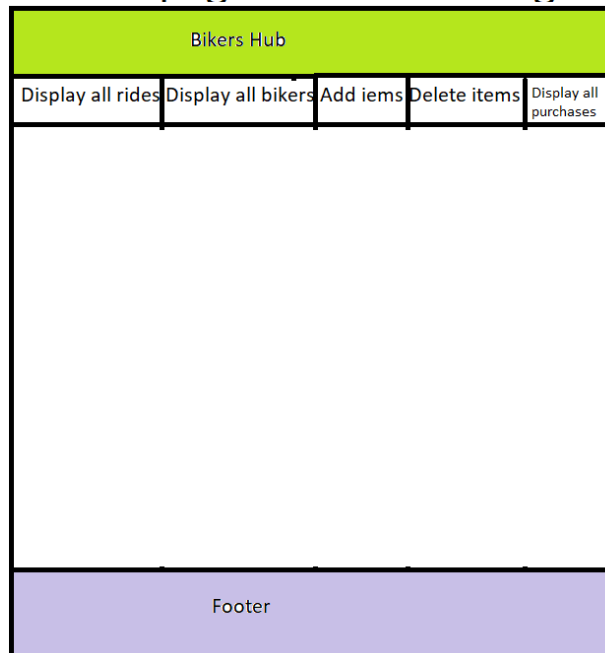 Bikers Hub
Display all rides Display all bikers Add iems Delete items Display all
purchases
Footer